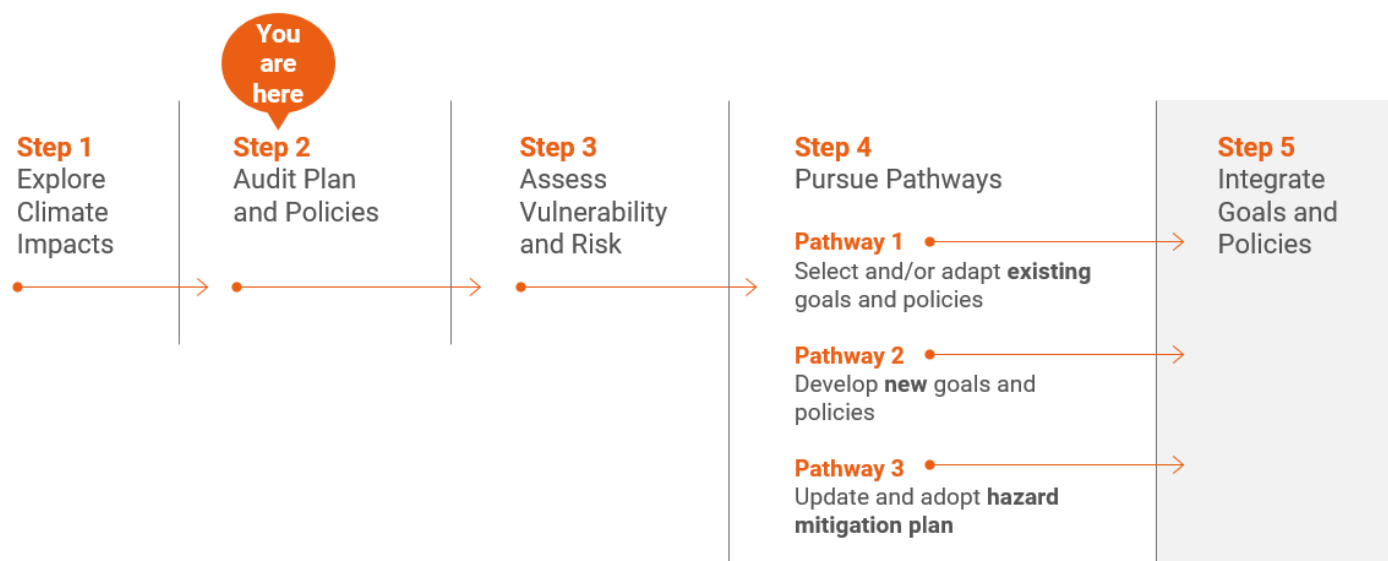 You
are
here
Step 1
Explore
Climate
Impacts
Step 2
Audit Plan
and Policies
Step 3
Assess
Vulnerability
and Risk
Step 4
Pursue Pathways
Pathway 1
Select and/or adapt existing
goals and policies
Pathway 2
Develop new goals and
policies
Pathway 3
Update and adopt hazard
mitigation plan
Step 5
Integrate
Goals and
Policies